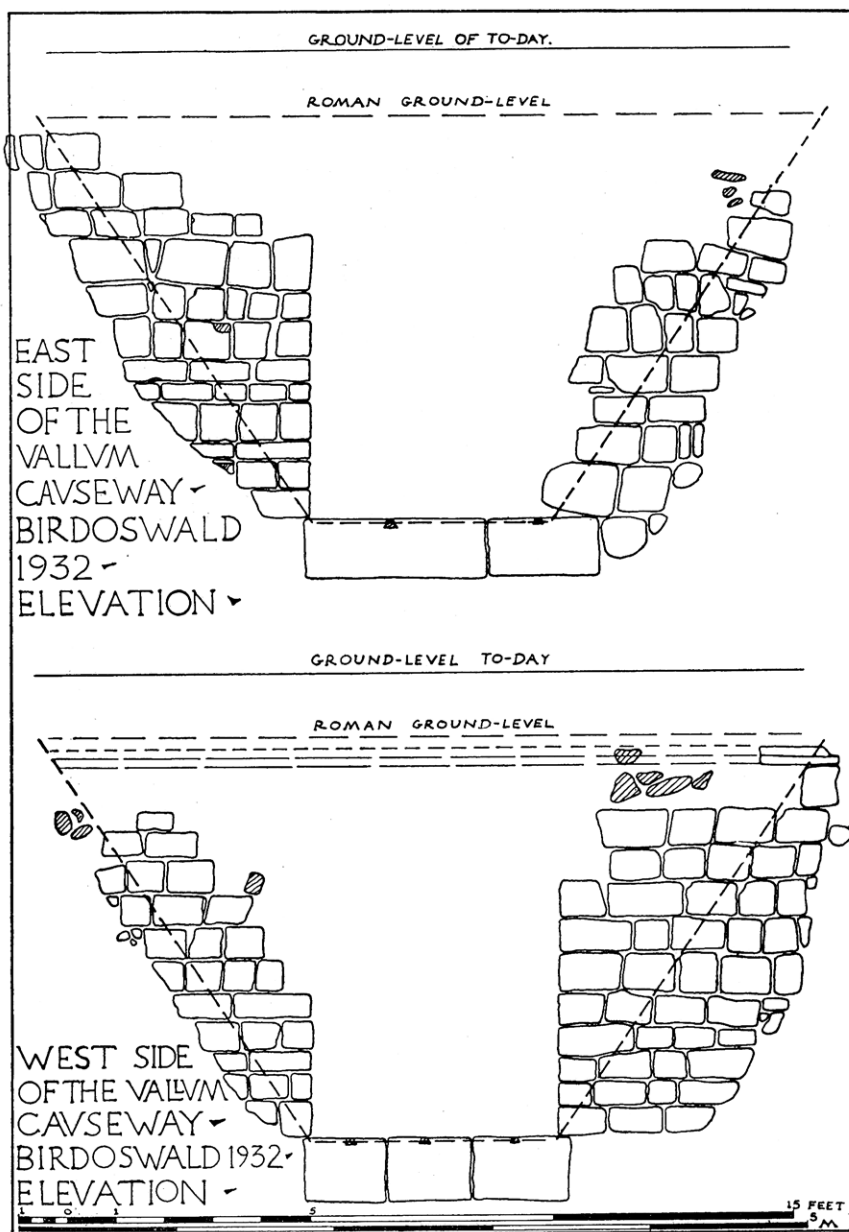 GROUND-LEVEL OF TO-DAY.
ROMAN GROUND-LEVEL
EAST
SIDE
OF THE
VALLVM
CAVSEWAY -
BIRDOSWALD
1932 -
ELEVATION
GROUND-LEVEL TO-DAY
ROMAN GROUND-LEVEL
WEST SIDE
OF THE VALLVM
CAVSEWAY -
BIRDOSWALD 1932 -
ELEVATION -
1 0 1 5 15 FEET
5 M